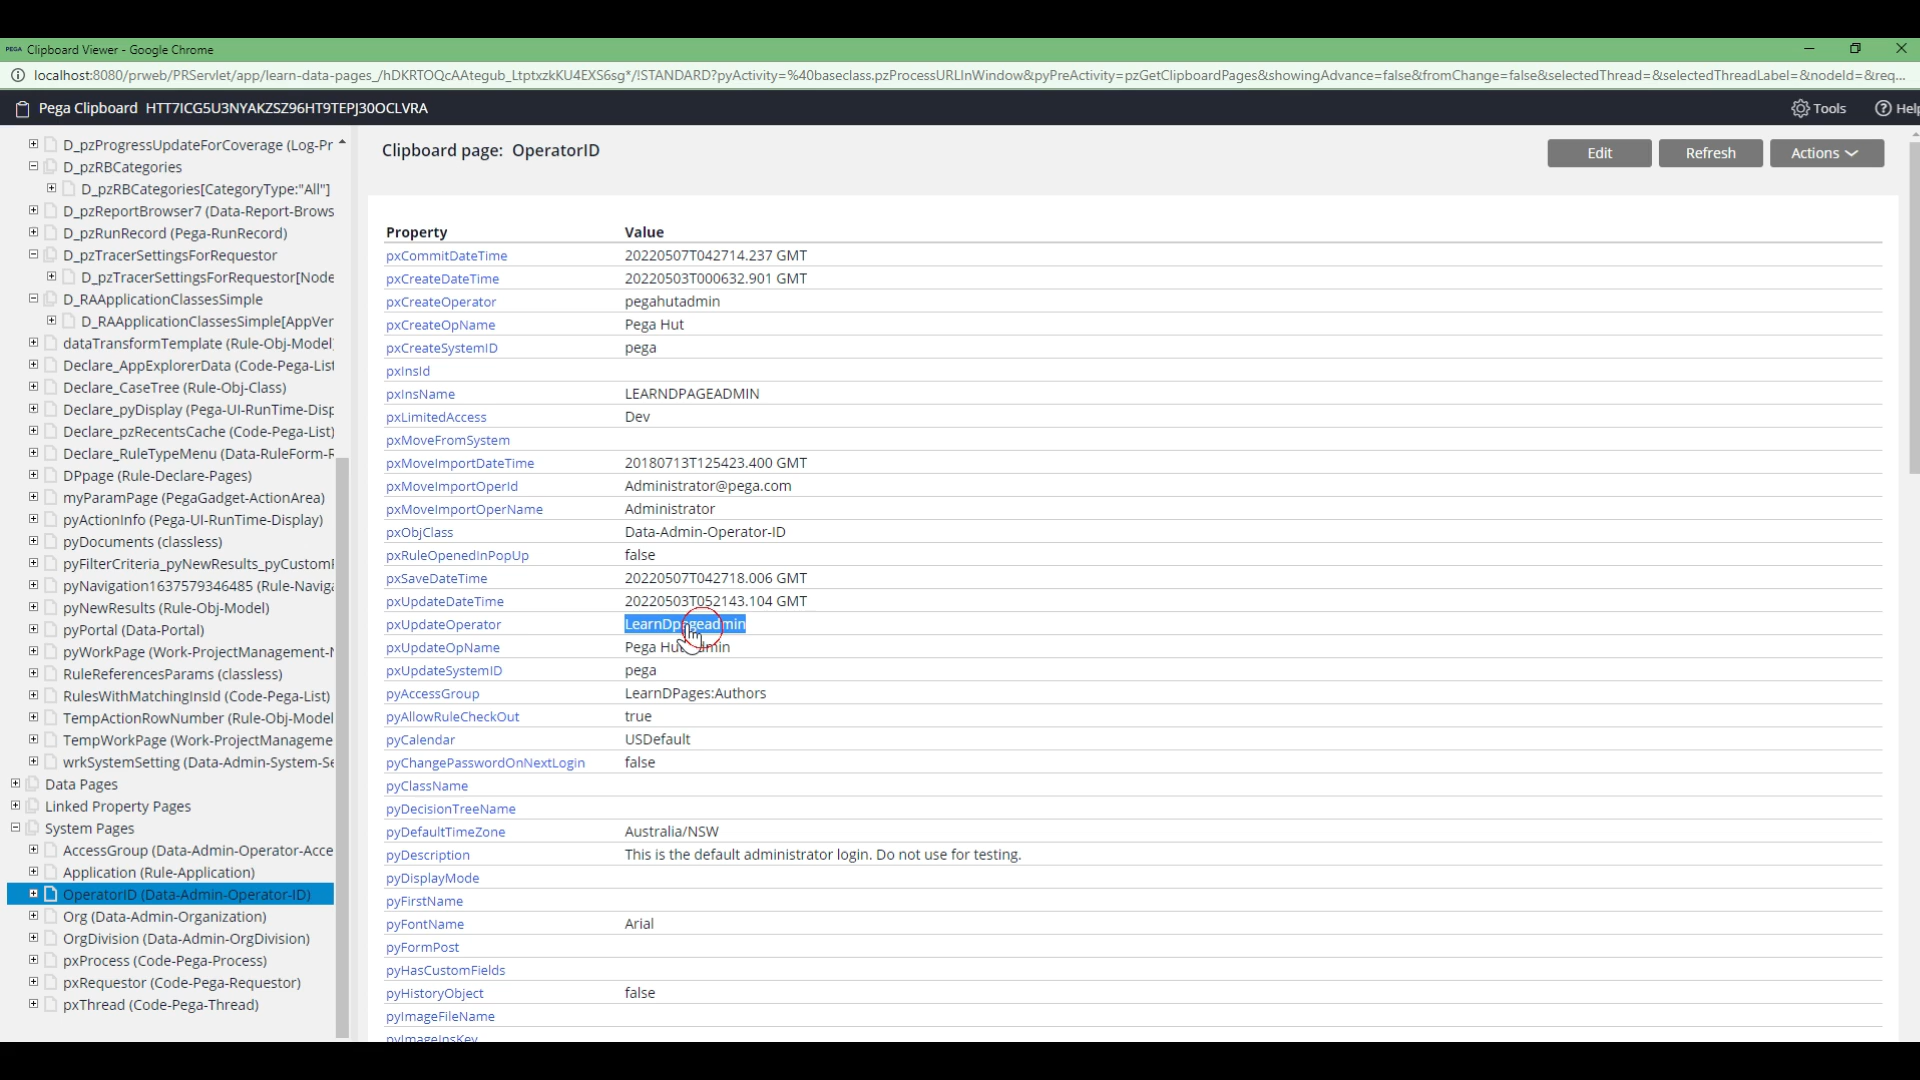 PEGA Clipboard Viewer - Google Chrome
localhost:8080/prweb/PRServlet/app/learn-data-pages_/hDKRTOQcAAtegub_LtptxzkKU4EXS6sg*/!STANDARD?pyActivity=%40baseclass.pzProcessURLInWindow&pyPreActivity=pzGetClipboardPages&showingAdvance=false&fromChange=false&selectedThread=&selectedThreadLabel=&nodeId=&req...
Pega Clipboard HTT7ICG5U3NYAKZSZ96HT9TEPJ30OCLVRA
Tools
Help
D_pzProgressUpdateForCoverage (Log-Pr
D_pzRBCategories
D_pzRBCategories[CategoryType:"All"]
D_pzReportBrowser7 (Data-Report-Brows
D_pzRunRecord (Pega-RunRecord)
D_pzTracerSettingsForRequestor
D_pzTracerSettingsForRequestor[Node
D_RAApplicationClassesSimple
D_RAApplicationClassesSimple[AppVer
dataTransformTemplate (Rule-Obj-Model)
Declare_AppExplorerData (Code-Pega-List
Declare_CaseTree (Rule-Obj-Class)
Declare_pyDisplay (Pega-UI-RunTime-Disp
Declare_pzRecentsCache (Code-Pega-List)
Declare_RuleTypeMenu (Data-RuleForm-R
DPpage (Rule-Declare-Pages)
myParamPage (PegaGadget-ActionArea)
pyActionInfo (Pega-UI-RunTime-Display)
pyDocuments (classless)
pyFilterCriteria_pyNewResults_pyCustomF
pyNavigation1637579346485 (Rule-Naviga
pyNewResults (Rule-Obj-Model)
pyPortal (Data-Portal)
pyWorkPage (Work-ProjectManagement-
RuleReferencesParams (classless)
RulesWithMatchingInsId (Code-Pega-List)
TempActionRowNumber (Rule-Obj-Model
TempWorkPage (Work-ProjectManageme
wrkSystemSetting (Data-Admin-System-Se
Data Pages
Linked Property Pages
System Pages
AccessGroup (Data-Admin-Operator-Acce
Application (Rule-Application)
OperatorID (Data-Admin-Operator-ID)
Org (Data-Admin-Organization)
OrgDivision (Data-Admin-OrgDivision)
pxProcess (Code-Pega-Process)
pxRequestor (Code-Pega-Requestor)
pxThread (Code-Pega-Thread)
Clipboard page: OperatorID
Edit
Refresh
Actions
Property Value
pxCommitDateTime 20220507T042714.237 GMT
pxCreateDateTime 20220503T000632.901 GMT
pxCreateOperator pegahutadmin
pxCreateOpName Pega Hut
pxCreateSystemID pega
pxInsId
pxInsName LEARNDPAGEADMIN
pxLimitedAccess Dev
pxMoveFromSystem
pxMoveImportDateTime 20180713T125423.400 GMT
pxMoveImportOperId Administrator@pega.com
pxMoveImportOperName Administrator
pxObjClass Data-Admin-Operator-ID
pxRuleOpenedInPopUp false
pxSaveDateTime 20220507T042718.006 GMT
pxUpdateDateTime 20220503T052143.104 GMT
pxUpdateOperator LearnDpageadmin
pxUpdateOpName Pega Hut Admin
pxUpdateSystemID pega
pyAccessGroup LearnDPages:Authors
pyAllowRuleCheckOut true
pyCalendar USDefault
pyChangePasswordOnNextLogin false
pyClassName
pyDecisionTreeName
pyDefaultTimeZone Australia/NSW
pyDescription This is the default administrator login. Do not use for testing.
pyDisplayMode
pyFirstName
pyFontName Arial
pyFormPost
pyHasCustomFields
pyHistoryObject false
pyImageFileName
pyImageInsKey